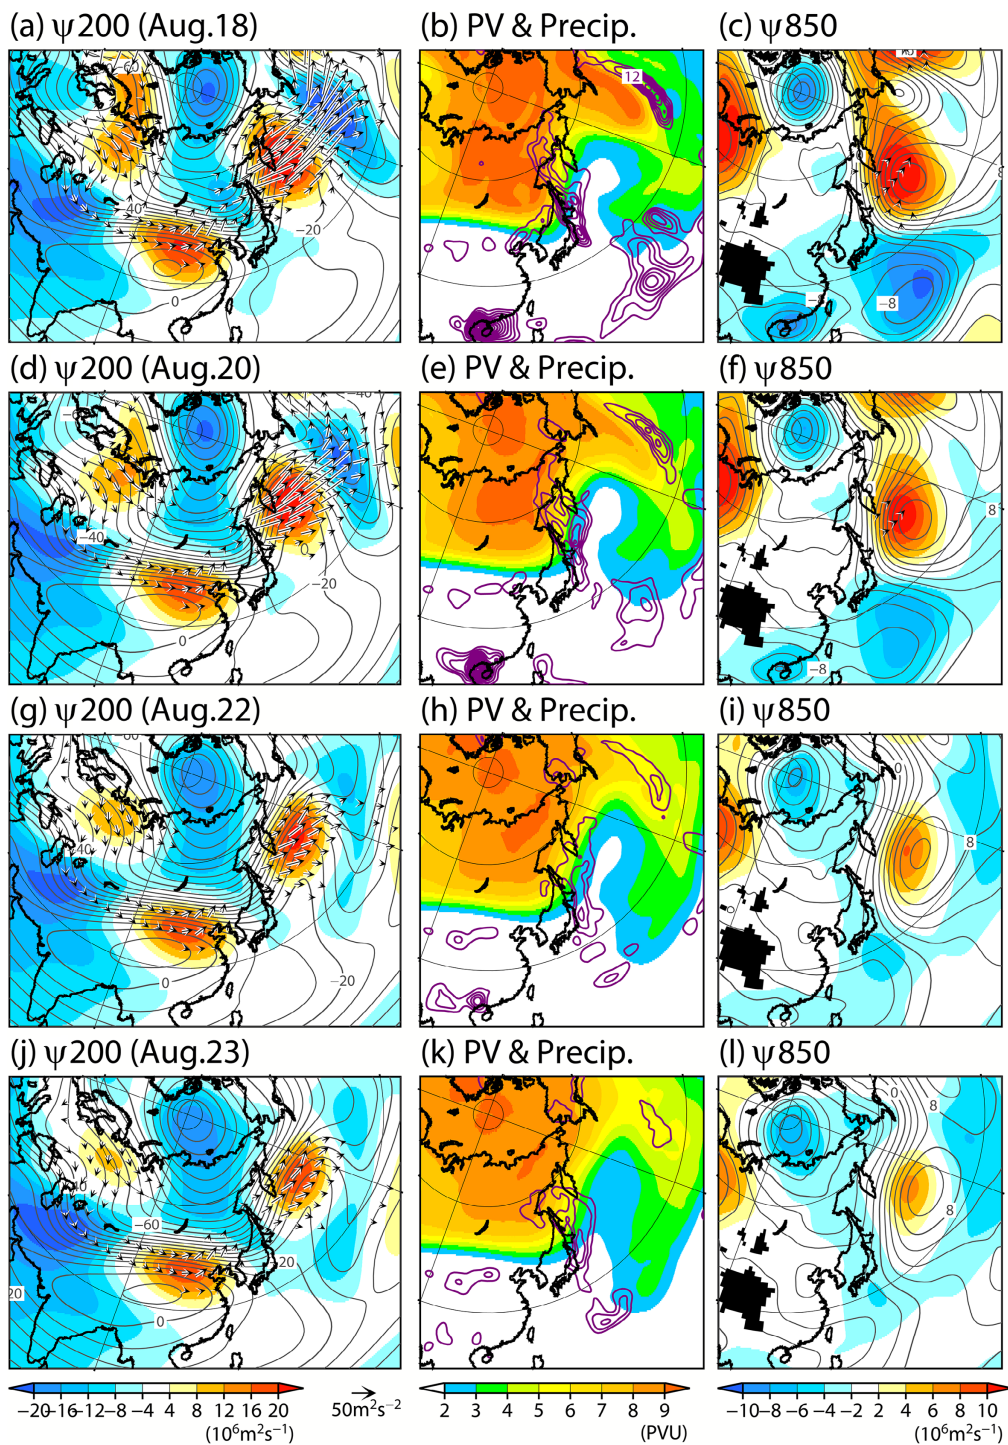 (a) ψ200 (Aug.18)
(b) PV & Precip.
(c) ψ850
−60
−40
−20
0
12
8
−8
−8
(d) ψ200 (Aug.20)
(e) PV & Precip.
(f) ψ850
−40
−40
0
−20
0
0
8
−8
(g) ψ200 (Aug.22)
(h) PV & Precip.
(i) ψ850
0
−20
0
8
(j) ψ200 (Aug.23)
(k) PV & Precip.
(l) ψ850
−60
20
20
0
0
8
8
−20 −16 −12 −8 −4 4 8 12 16 20
(10⁶m²s⁻¹)
50m²s⁻²
2 3 4 5 6 7 8 9
(PVU)
−10 −8 −6 −4 −2 2 4 6 8 10
(10⁶m²s⁻¹)